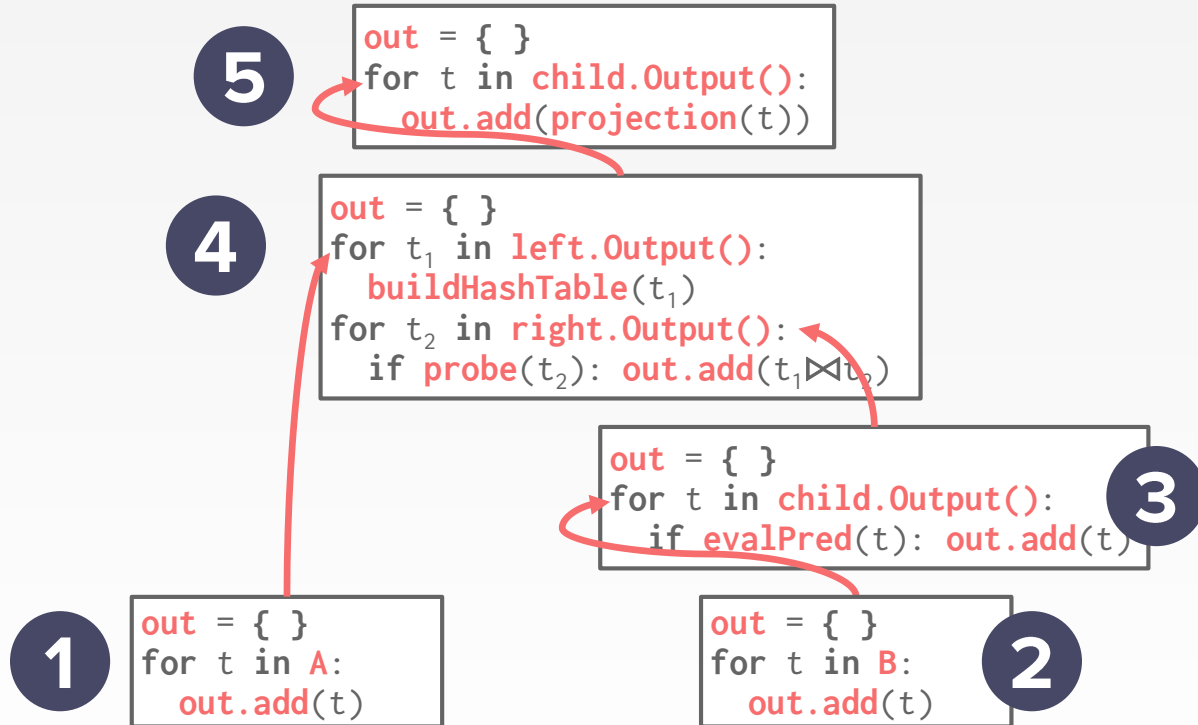 5
out = { }
for t in child.Output():
  out.add(projection(t))
4
out = { }
for t₁ in left.Output():
  buildHashTable(t₁)
for t₂ in right.Output():
  if probe(t₂): out.add(t₁⨝t₂)
out = { }
for t in child.Output():
  if evalPred(t): out.add(t)
3
1
out = { }
for t in A:
  out.add(t)
out = { }
for t in B:
  out.add(t)
2